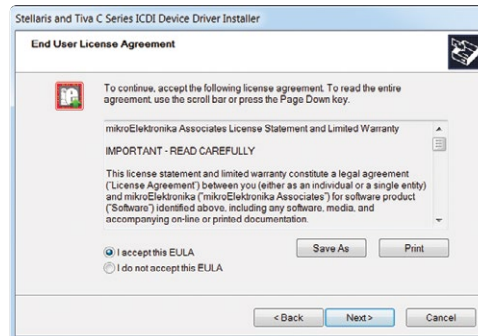 Stellaris and Tiva C Series ICDI Device Driver Installer
End User License Agreement
To continue, accept the following license agreement. To read the entire
agreement, use the scroll bar or press the Page Down key.
mikroElektronika Associates License Statement and Limited Warranty
IMPORTANT - READ CAREFULLY
This license statement and limited warranty constitute a legal agreement
("License Agreement") between you (either as an individual or a single entity)
and mikroElektronika ("mikroElektronika Associates") for software product
("Software") identified above, including any software, media, and
accompanying on-line or printed documentation.
I accept this EULA
Save As
Print
I do not accept this EULA
< Back
Next >
Cancel